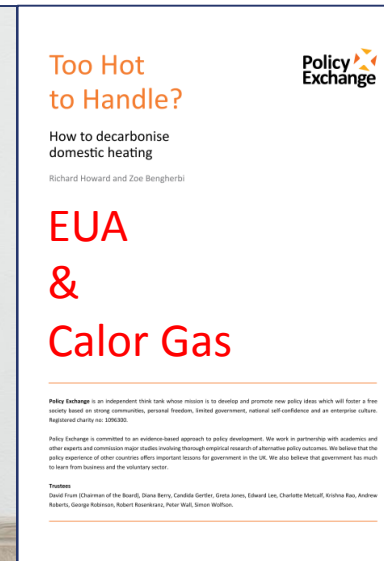 Too Hot
to Handle?
Policy
Exchange
How to decarbonise
domestic heating
Richard Howard and Zoe Bengherbi
EUA
&
Calor Gas
Policy Exchange is an independent think tank whose mission is to develop and promote new policy ideas which will foster a free
society based on strong communities, personal freedom, limited government, national self-confidence and an enterprise culture.
Registered charity no: 1096300.
Policy Exchange is committed to an evidence-based approach to policy development. We work in partnership with academics and
other experts and commission major studies involving thorough empirical research of alternative policy outcomes. We believe that the
policy experience of other countries offers important lessons for government in the UK. We also believe that government has much
to learn from business and the voluntary sector.
Trustees
David Frum (Chairman of the Board), Diana Berry, Candida Gertler, Greta Jones, Edward Lee, Charlotte Metcalf, Krishna Rao, Andrew
Roberts, George Robinson, Robert Rosenkranz, Peter Wall, Simon Wolfson.